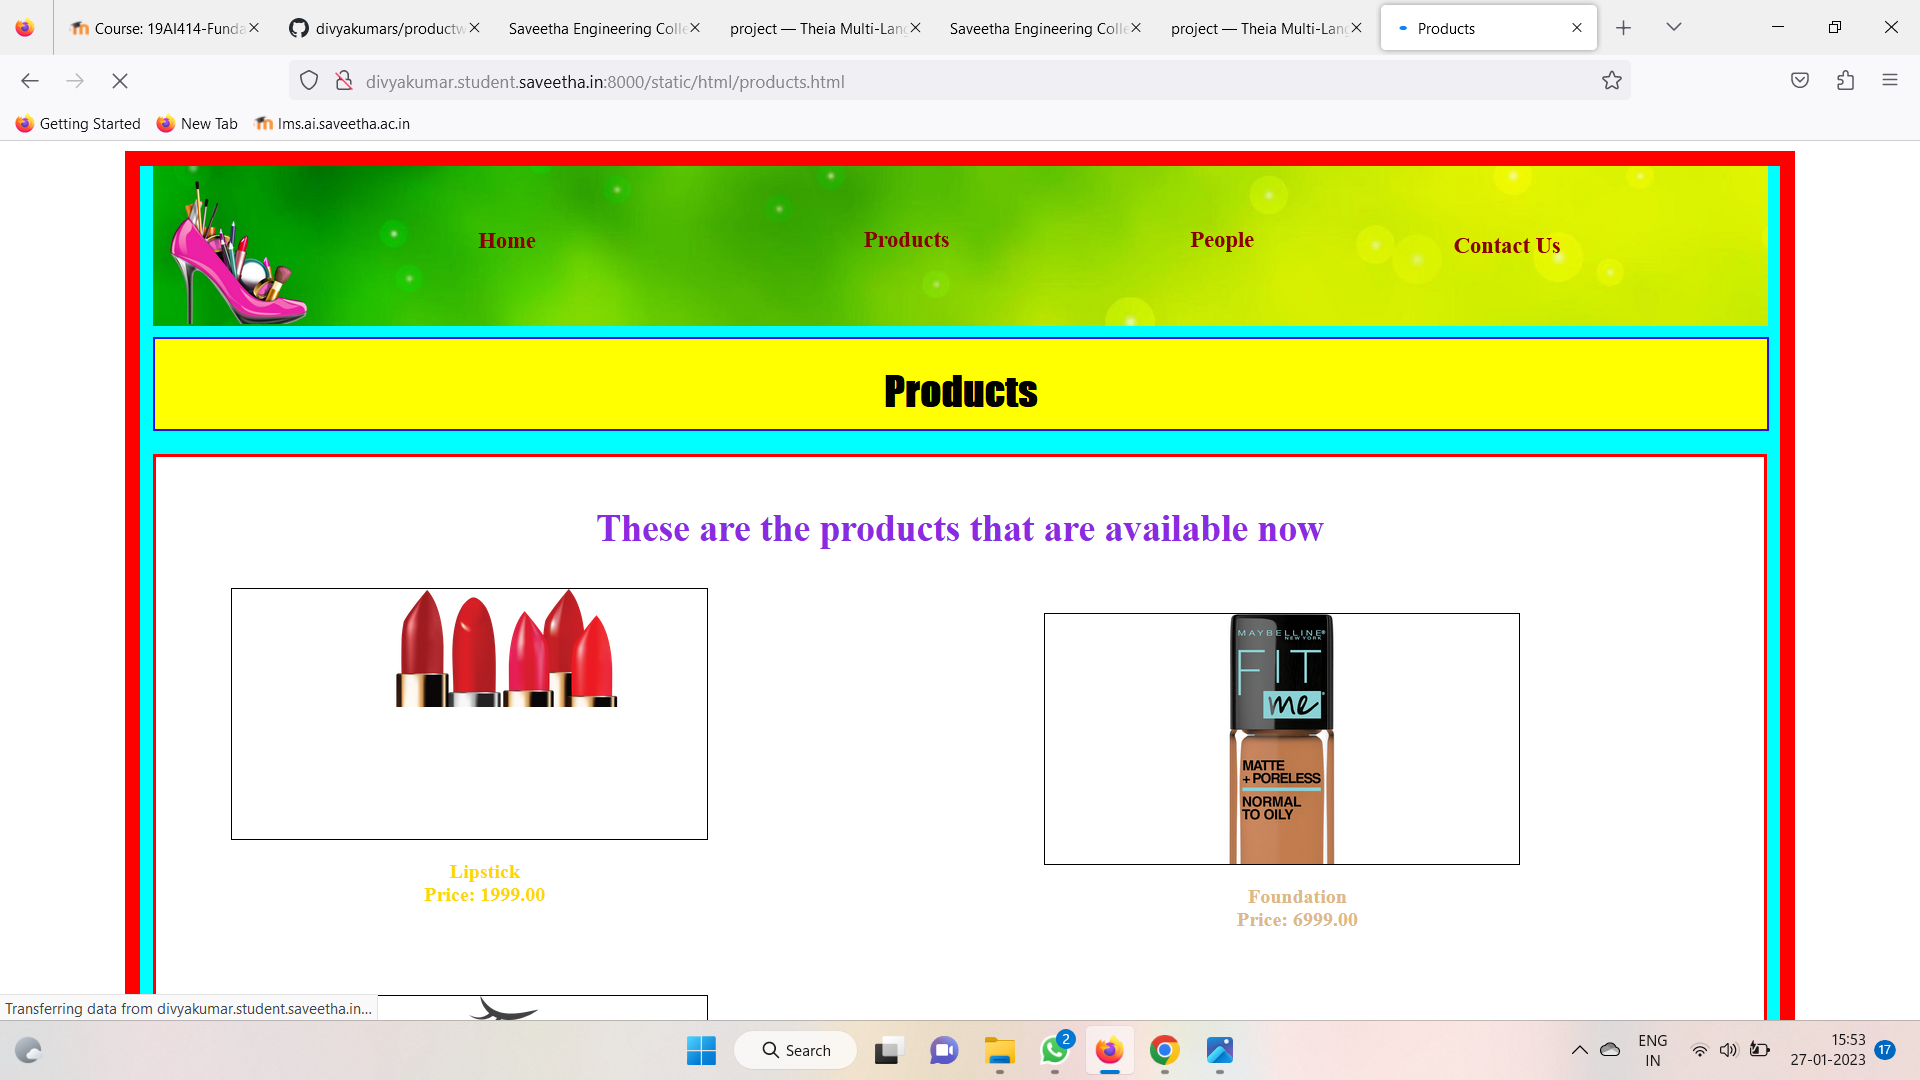 Course: 19AI414-Funda
divyakumars/productw
Saveetha Engineering Colle
project — Theia Multi-Lang
Saveetha Engineering Colle
project — Theia Multi-Lang
Products
divyakumar.student.saveetha.in:8000/static/html/products.html
Getting Started
New Tab
lms.ai.saveetha.ac.in
Home
Products
People
Contact Us
Products
These are the products that are available now
MAYBELLINE®
NEW YORK
FIT
me
MATTE
+ PORELESS
NORMAL
TO OILY
Lipstick
Price: 1999.00
Foundation
Price: 6999.00
Transferring data from divyakumar.student.saveetha.in...
Search
2
ENG
IN
15:53
27-01-2023
17